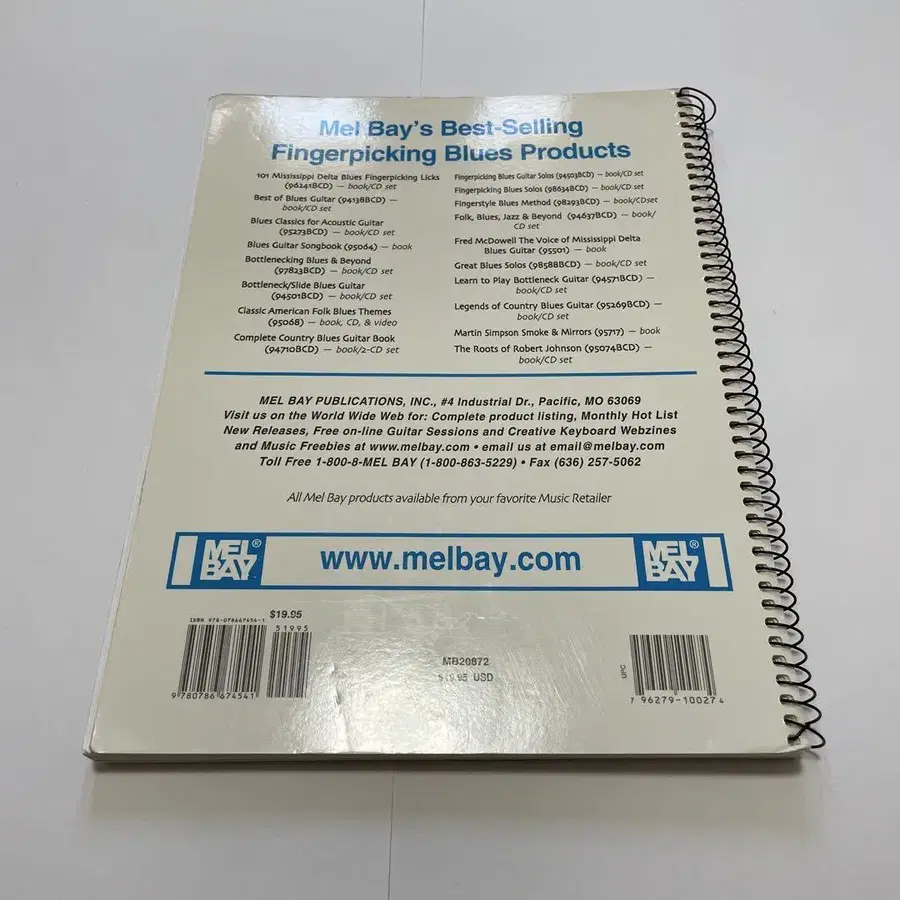 Mel Bay's Best-Selling
Fingerpicking Blues Products
101 Mississippi Delta Blues Fingerpicking Licks
(96241BCD) — book/CD set
Best of Blues Guitar (94138BCD) —
book/CD set
Blues Classics for Acoustic Guitar
(95273BCD) — book/CD set
Blues Guitar Songbook (95064) — book
Bottlenecking Blues & Beyond
(97823BCD) — book/CD set
Bottleneck/Slide Blues Guitar
(94501BCD) — book/CD set
Classic American Folk Blues Themes
(95068) — book, CD, & video
Complete Country Blues Guitar Book
(94710BCD) — book/2-CD set
Fingerpicking Blues Guitar Solos (94503BCD) — book/CD set
Fingerpicking Blues Solos (98634BCD) — book/CD set
Fingerstyle Blues Method (98293BCD) — book/CDset
Folk, Blues, Jazz & Beyond (94637BCD) — book/
CD set
Fred McDowell The Voice of Mississippi Delta
Blues Guitar (95501) — book
Great Blues Solos (98588BCD) — book/CD set
Learn to Play Bottleneck Guitar (94571BCD) —
book/CD set
Legends of Country Blues Guitar (95269BCD) —
book/CD set
Martin Simpson Smoke & Mirrors (95717) — book
The Roots of Robert Johnson (95074BCD) —
book/CD set
MEL BAY PUBLICATIONS, INC., #4 Industrial Dr., Pacific, MO 63069
Visit us on the World Wide Web for: Complete product listing, Monthly Hot List
New Releases, Free on-line Guitar Sessions and Creative Keyboard Webzines
and Music Freebies at www.melbay.com • email us at email@melbay.com
Toll Free 1-800-8-MEL BAY (1-800-863-5229) • Fax (636) 257-5062
All Mel Bay products available from your favorite Music Retailer
MEL BAY®
www.melbay.com
MEL BAY®
$19.95
ISBN 978-078667454-1
51995
9 780786 674541
MB20872
$19.95 USD
UPC
7 96279-10027 4